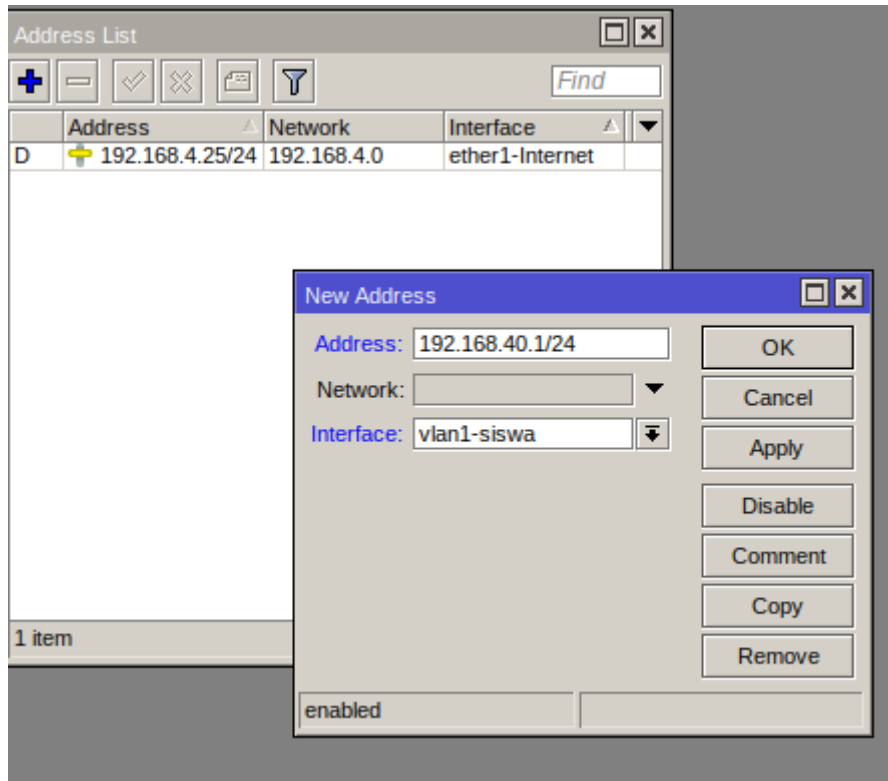 Address List
Find
Address Network Interface
D 192.168.4.25/24 192.168.4.0 ether1-Internet
1 item
New Address
Address: 192.168.40.1/24
Network:
Interface: vlan1-siswa
OK
Cancel
Apply
Disable
Comment
Copy
Remove
enabled